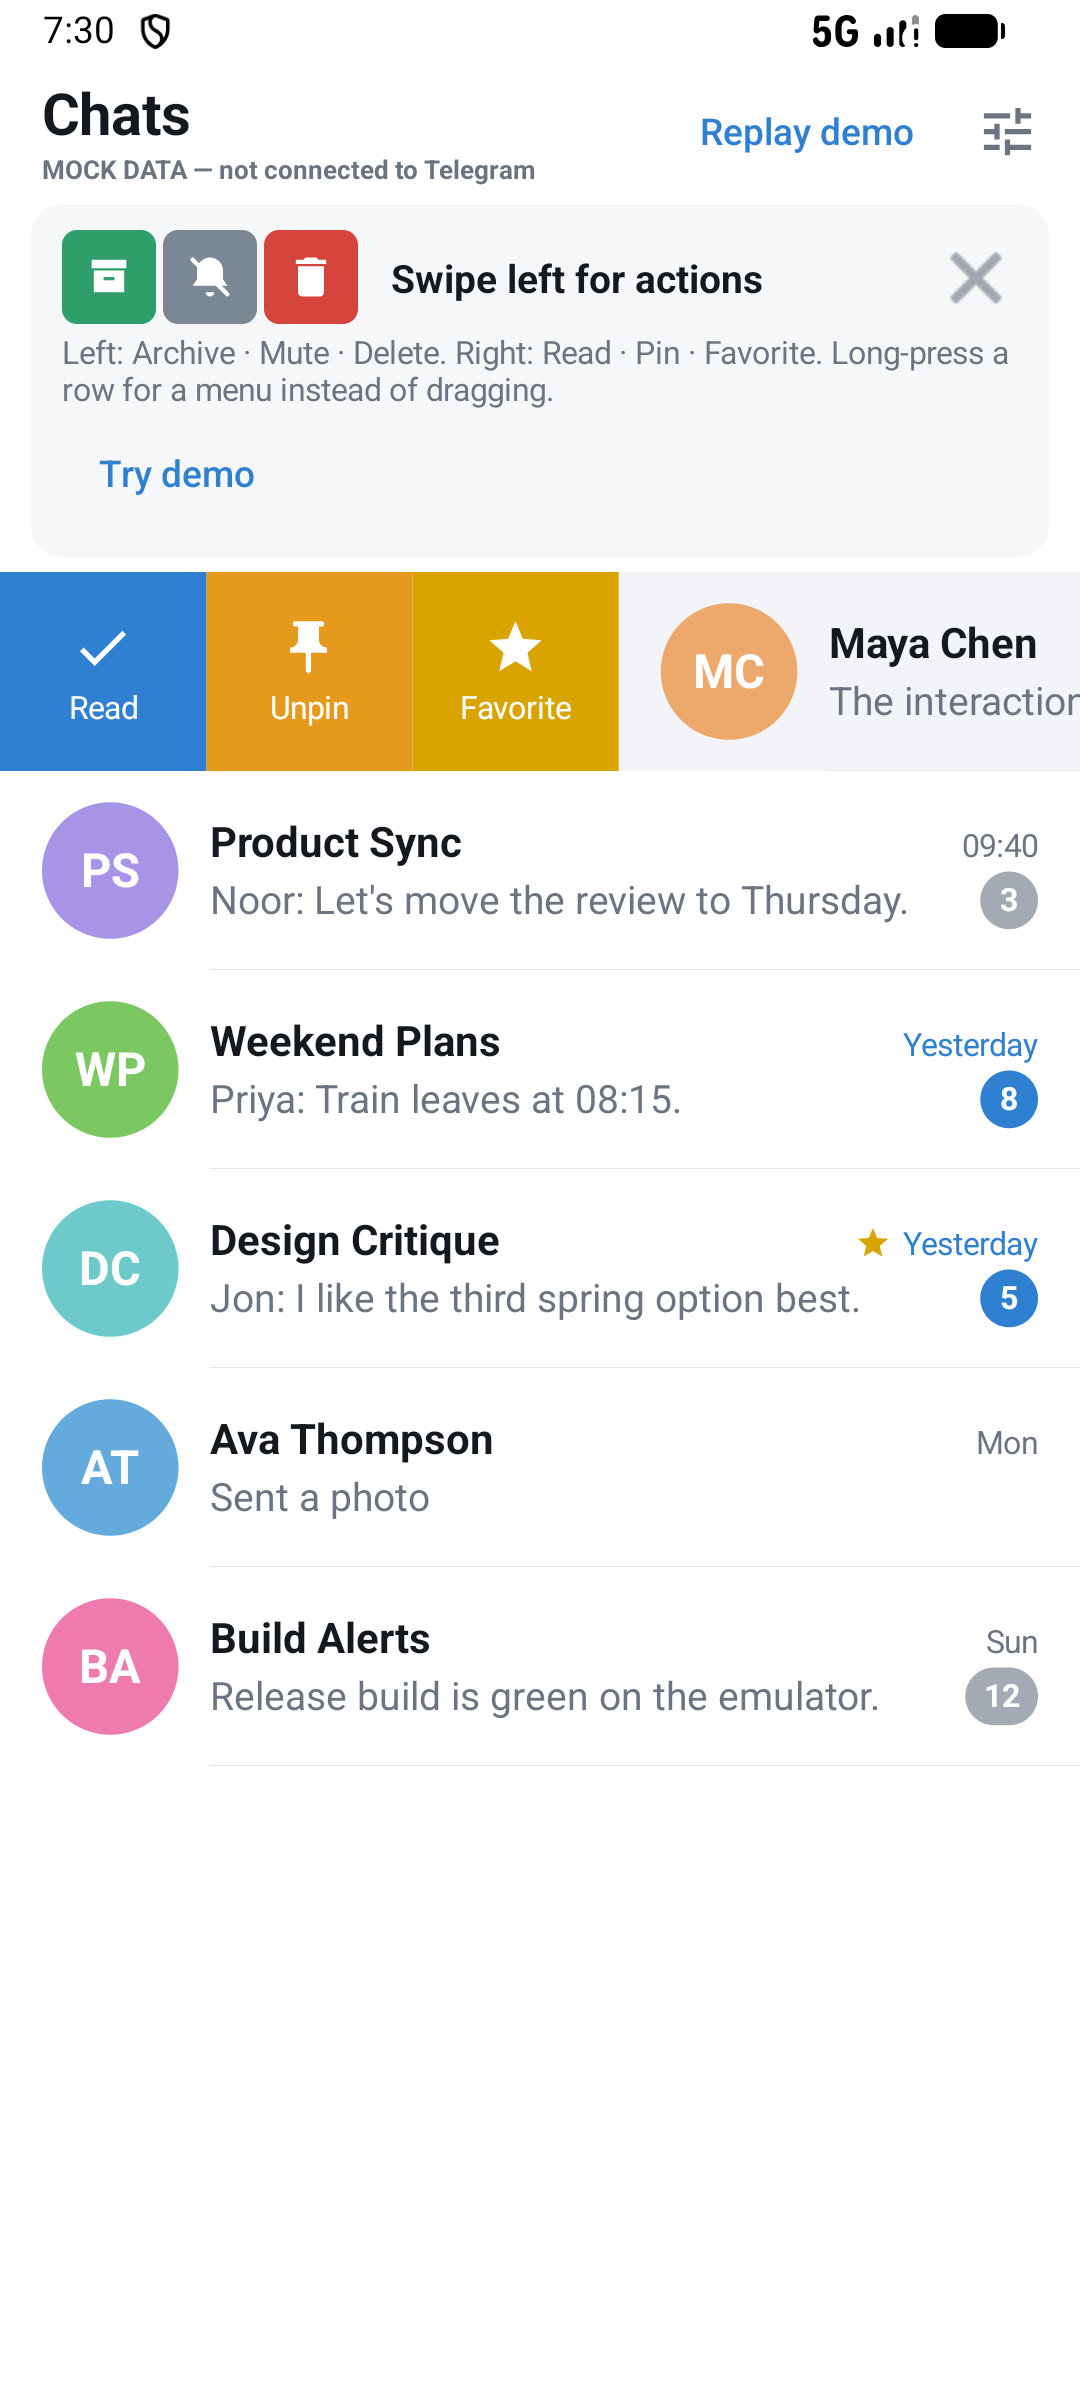 7:30
5G
Chats
Replay demo
MOCK DATA — not connected to Telegram
Swipe left for actions
Left: Archive · Mute · Delete. Right: Read · Pin · Favorite. Long-press a
row for a menu instead of dragging.
Try demo
Read
Unpin
Favorite
MC
Maya Chen
The interaction
PS
Product Sync
09:40
Noor: Let's move the review to Thursday.
3
WP
Weekend Plans
Yesterday
Priya: Train leaves at 08:15.
8
DC
Design Critique
Yesterday
Jon: I like the third spring option best.
5
AT
Ava Thompson
Mon
Sent a photo
BA
Build Alerts
Sun
Release build is green on the emulator.
12